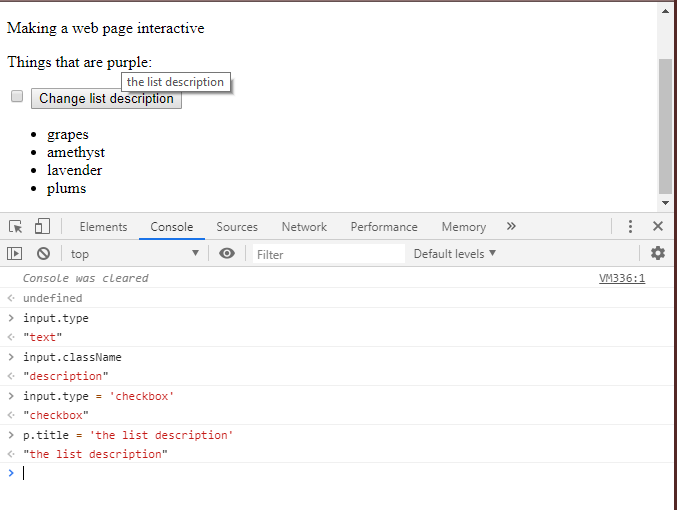 Making a web page interactive
Things that are purple:
the list description
Change list description
grapes
amethyst
lavender
plums
Elements Console Sources Network Performance Memory »
top Filter Default levels
Console was cleared VM336:1
undefined
input.type
"text"
input.className
"description"
input.type = 'checkbox'
"checkbox"
p.title = 'the list description'
"the list description"